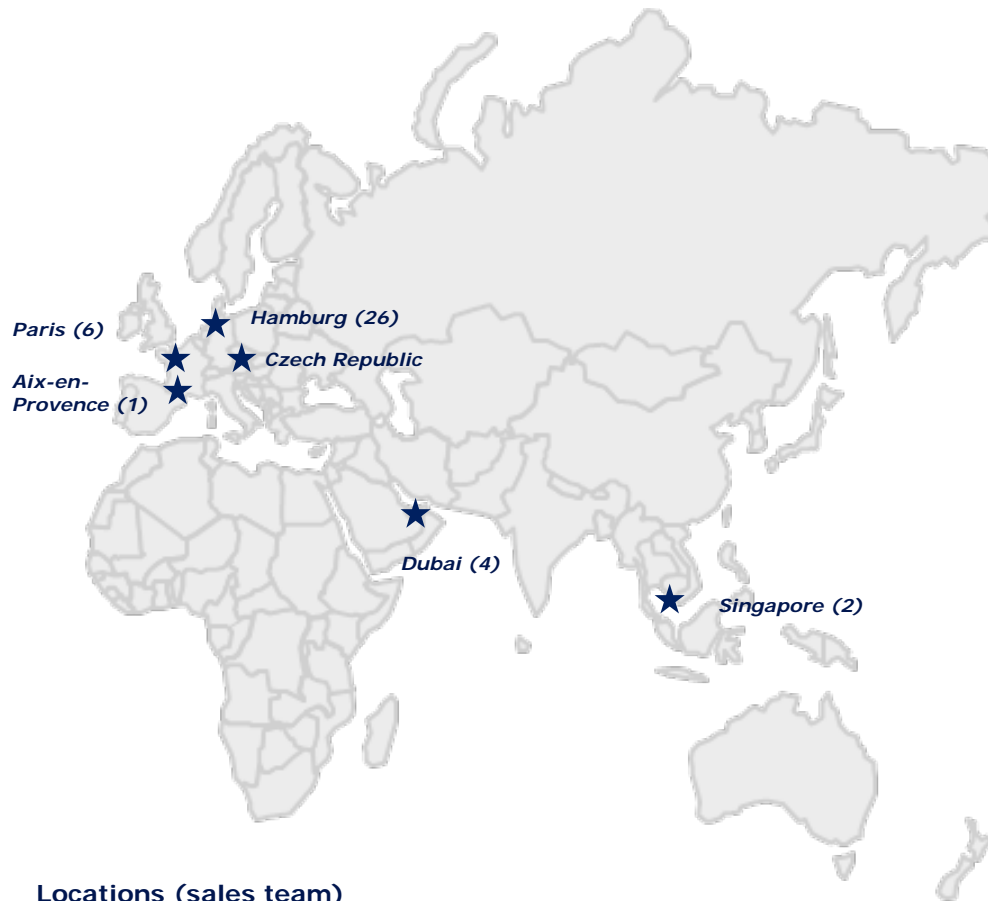 Hamburg (26)
Paris (6)
Czech Republic
Aix-en-
Provence (1)
Dubai (4)
Singapore (2)
Locations (sales team)